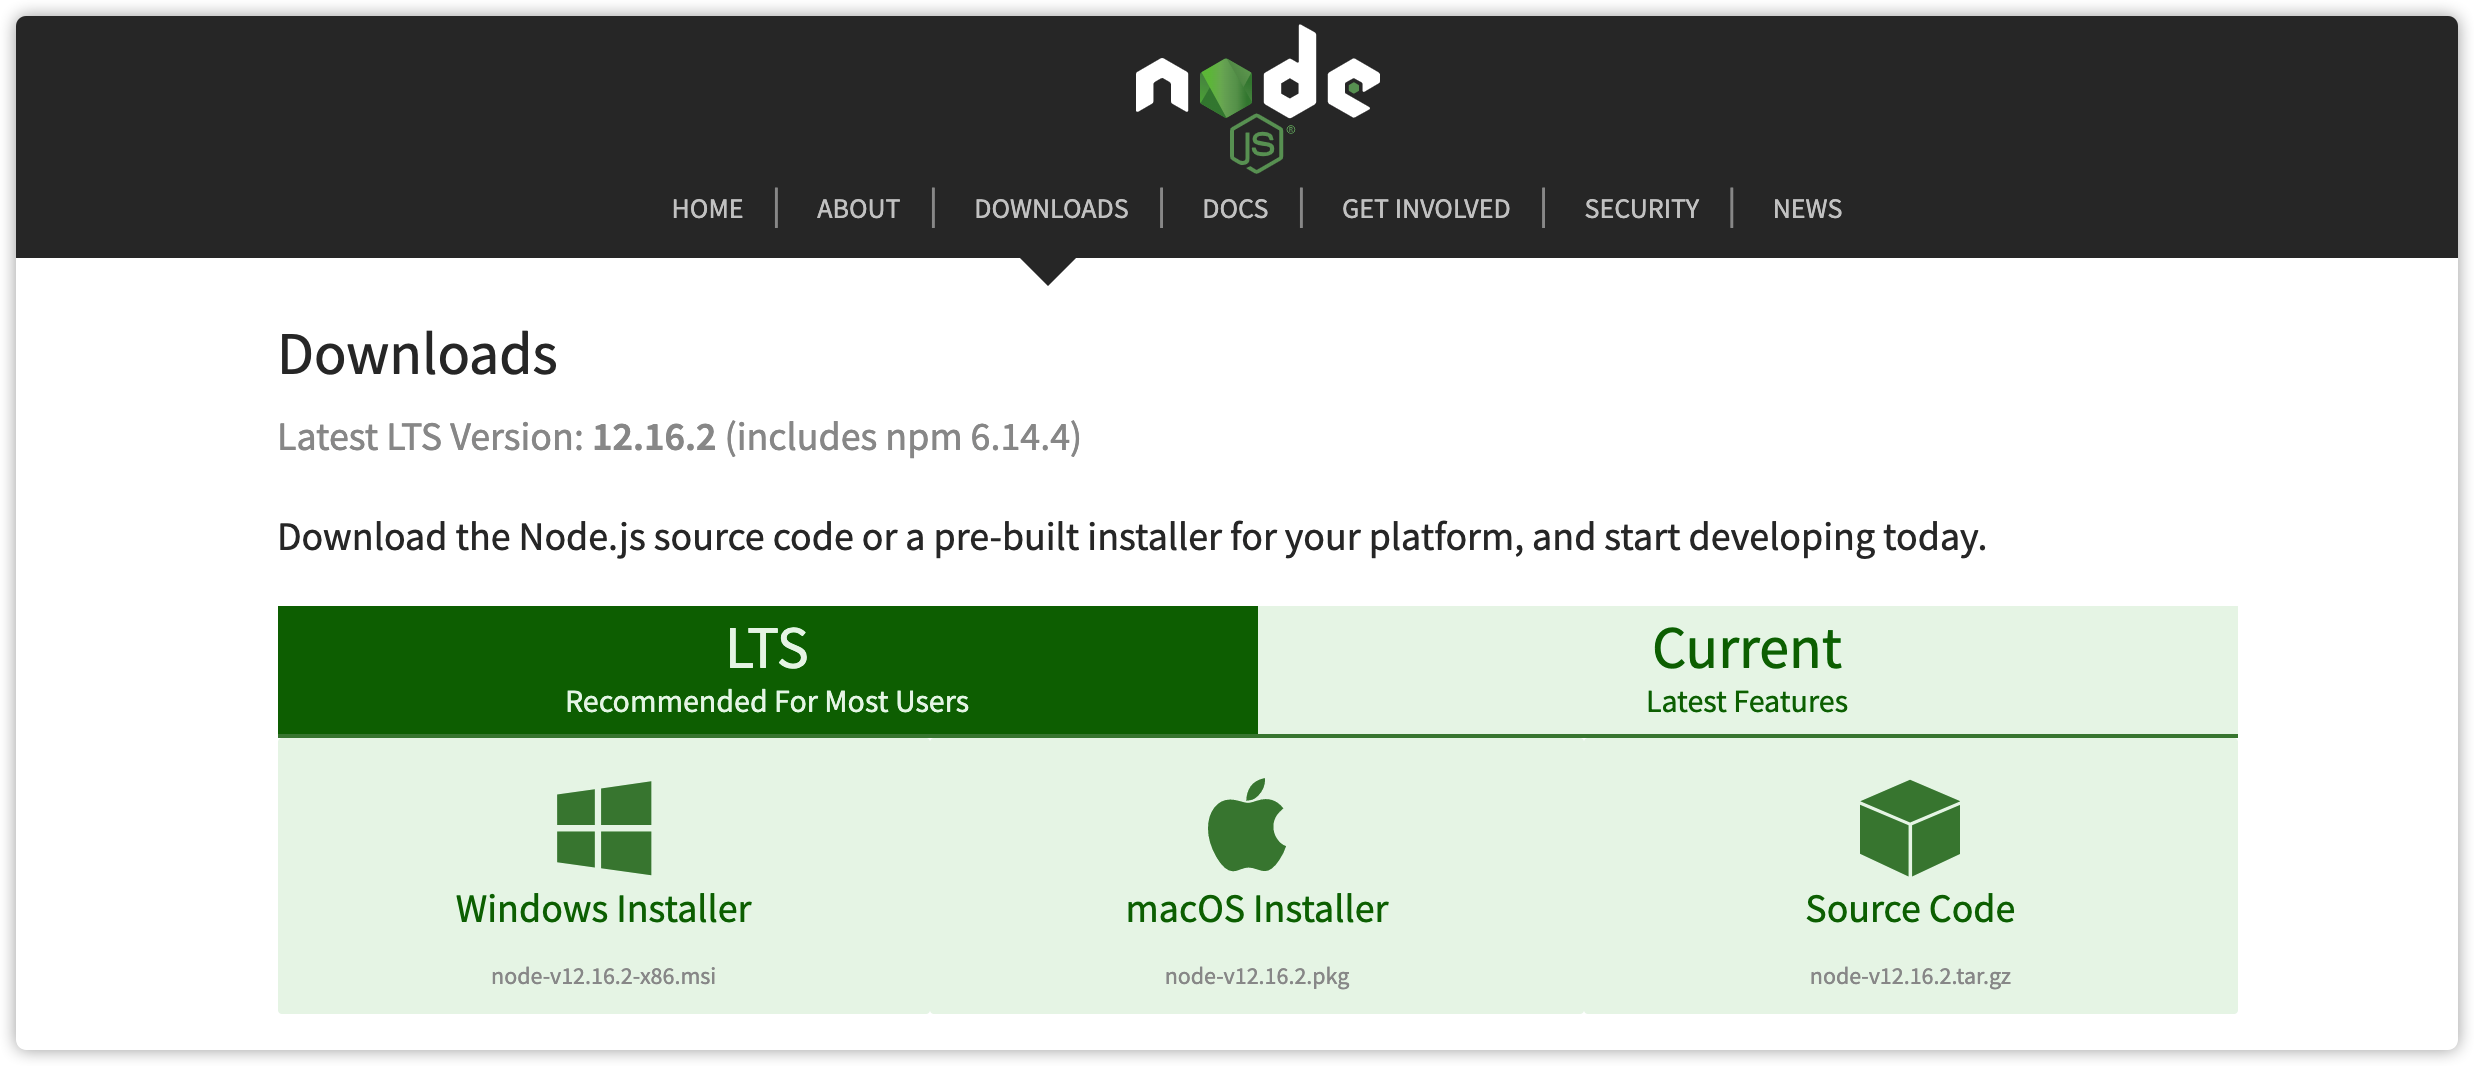 node
JS®
HOME
ABOUT
DOWNLOADS
DOCS
GET INVOLVED
SECURITY
NEWS
Downloads
Latest LTS Version: 12.16.2 (includes npm 6.14.4)
Download the Node.js source code or a pre-built installer for your platform, and start developing today.
LTS
Recommended For Most Users
Current
Latest Features
Windows Installer
node-v12.16.2-x86.msi
macOS Installer
node-v12.16.2.pkg
Source Code
node-v12.16.2.tar.gz